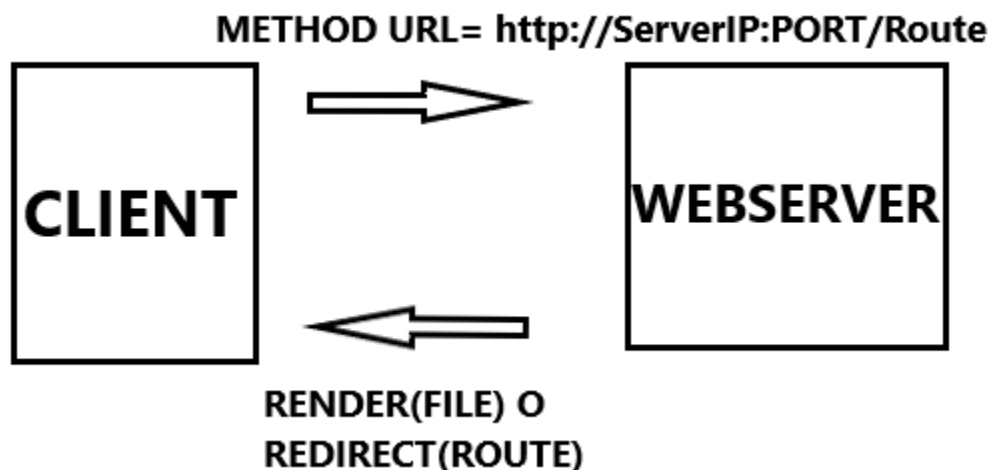 METHOD URL= http://ServerIP:PORT/Route
CLIENT
WEBSERVER
RENDER(FILE) O
REDIRECT(ROUTE)